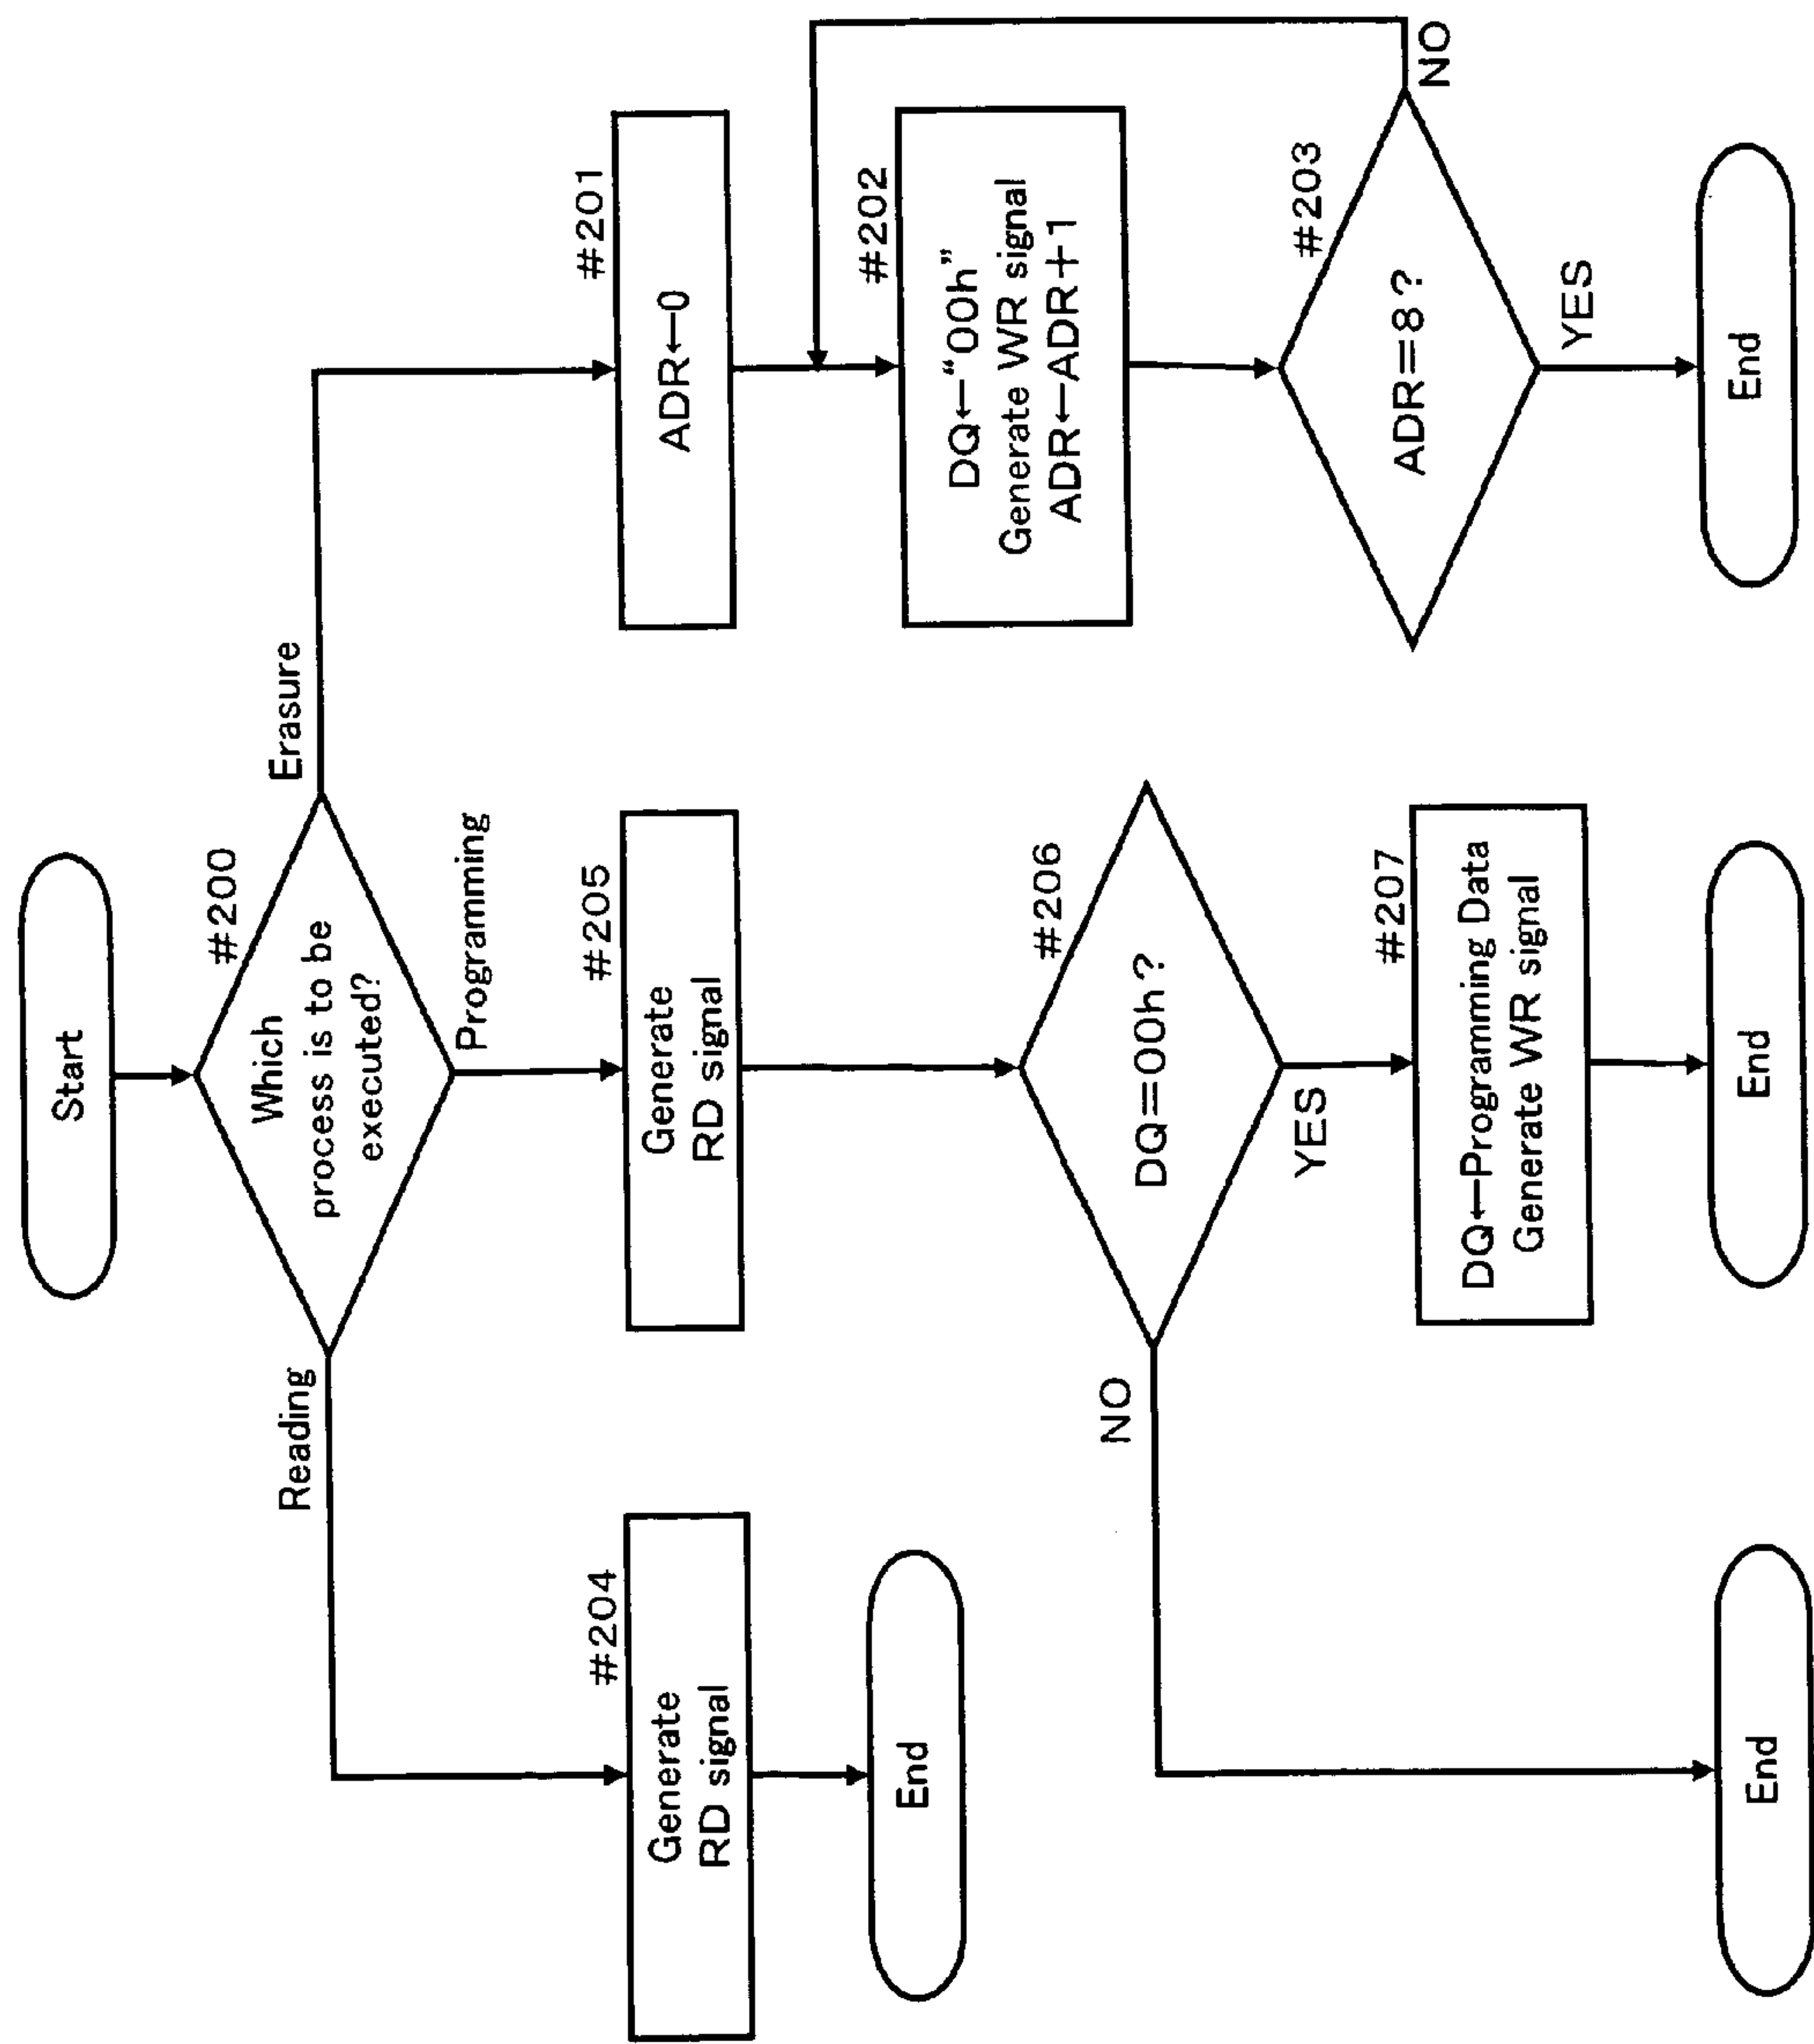 Start
#200
Which
process is to be
executed?
Reading
Programming
Erasure
#204
Generate
RD signal
End
#205
Generate
RD signal
#206
DQ=00h?
NO
YES
End
#207
DQ←Programming Data
Generate WR signal
End
#201
ADR←0
#202
DQ←“00h”
Generate WR signal
ADR←ADR+1
#203
ADR=8?
NO
YES
End